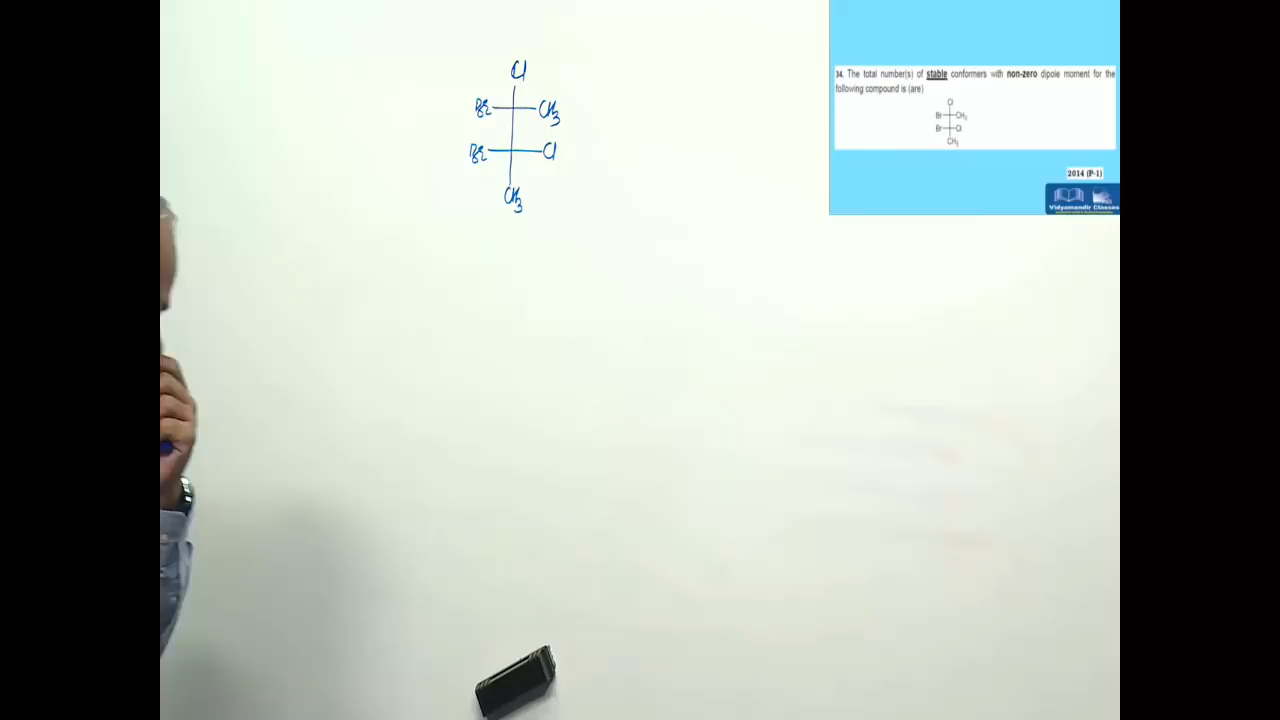 Cl
Br CH3
Br Cl
CH3
34. The total number(s) of stable conformers with non-zero dipole moment for the
following compound is (are)
Cl
Br CH3
Br Cl
CH3
2014 (P-1)
Vidyamandir Classes